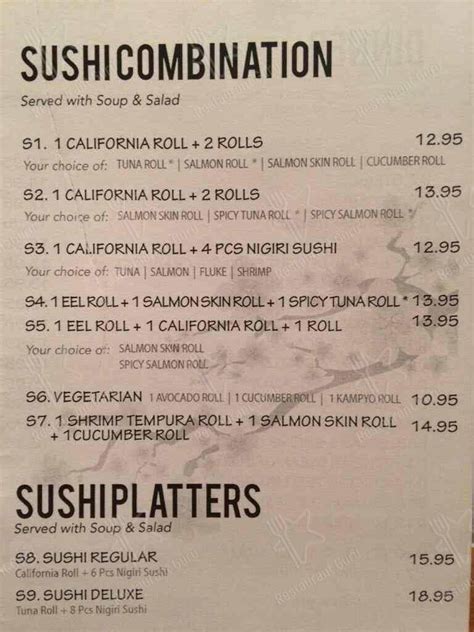 SUSHI COMBINATION
Served with Soup & Salad
S1. 1 CALIFORNIA ROLL + 2 ROLLS 12.95
Your choice of: TUNA ROLL * | SALMON ROLL * | SALMON SKIN ROLL | CUCUMBER ROLL
S2. 1 CALIFORNIA ROLL + 2 ROLLS 13.95
Your choice of: SALMON SKIN ROLL | SPICY TUNA ROLL * | SPICY SALMON ROLL *
S3. 1 CALIFORNIA ROLL + 4 PCS NIGIRI SUSHI 12.95
Your choice of: TUNA | SALMON | FLUKE | SHRIMP
S4. 1 EEL ROLL + 1 SALMON SKIN ROLL + 1 SPICY TUNA ROLL * 13.95
S5. 1 EEL ROLL + 1 CALIFORNIA ROLL + 1 ROLL 13.95
Your choice of: SALMON SKIN ROLL
SPICY SALMON ROLL
S6. VEGETARIAN 1 AVOCADO ROLL | 1 CUCUMBER ROLL | 1 KAMPYO ROLL 10.95
S7. 1 SHRIMP TEMPURA ROLL + 1 SALMON SKIN ROLL 14.95
+ 1 CUCUMBER ROLL
SUSHI PLATTERS
Served with Soup & Salad
S8. SUSHI REGULAR 15.95
California Roll + 6 Pcs Nigiri Sushi
S9. SUSHI DELUXE 18.95
Tuna Roll + 8 Pcs Nigiri Sushi
Restaurant Guru